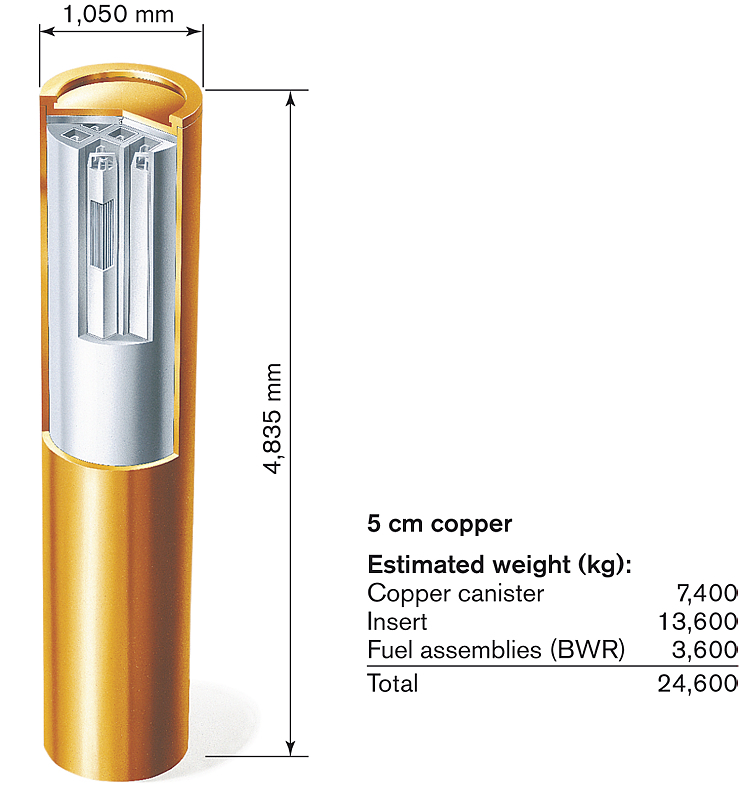 1,050 mm
4,835 mm
5 cm copper
Estimated weight (kg):
Copper canister 7,400
Insert 13,600
Fuel assemblies (BWR) 3,600
Total 24,600